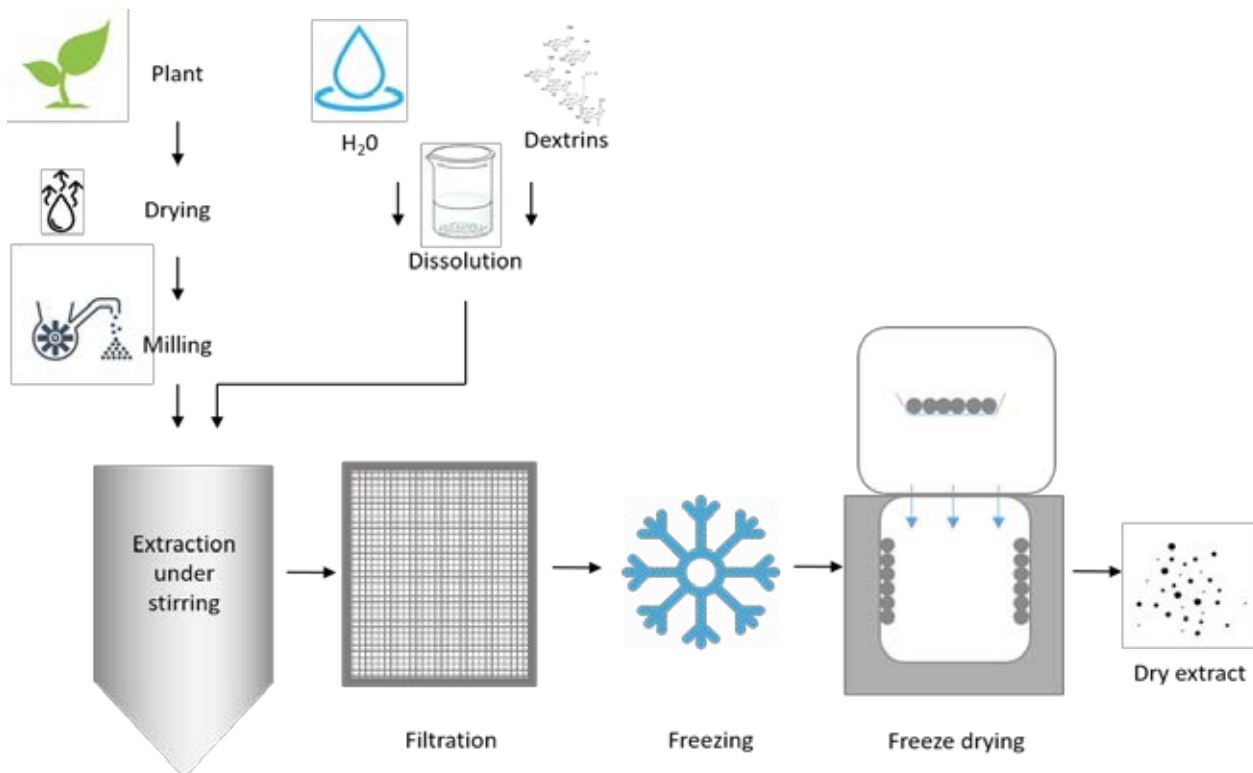 Plant
H₂0
Dextrins
Drying
Dissolution
Milling
Extraction
under
stirring
Filtration
Freezing
Freeze drying
Dry extract